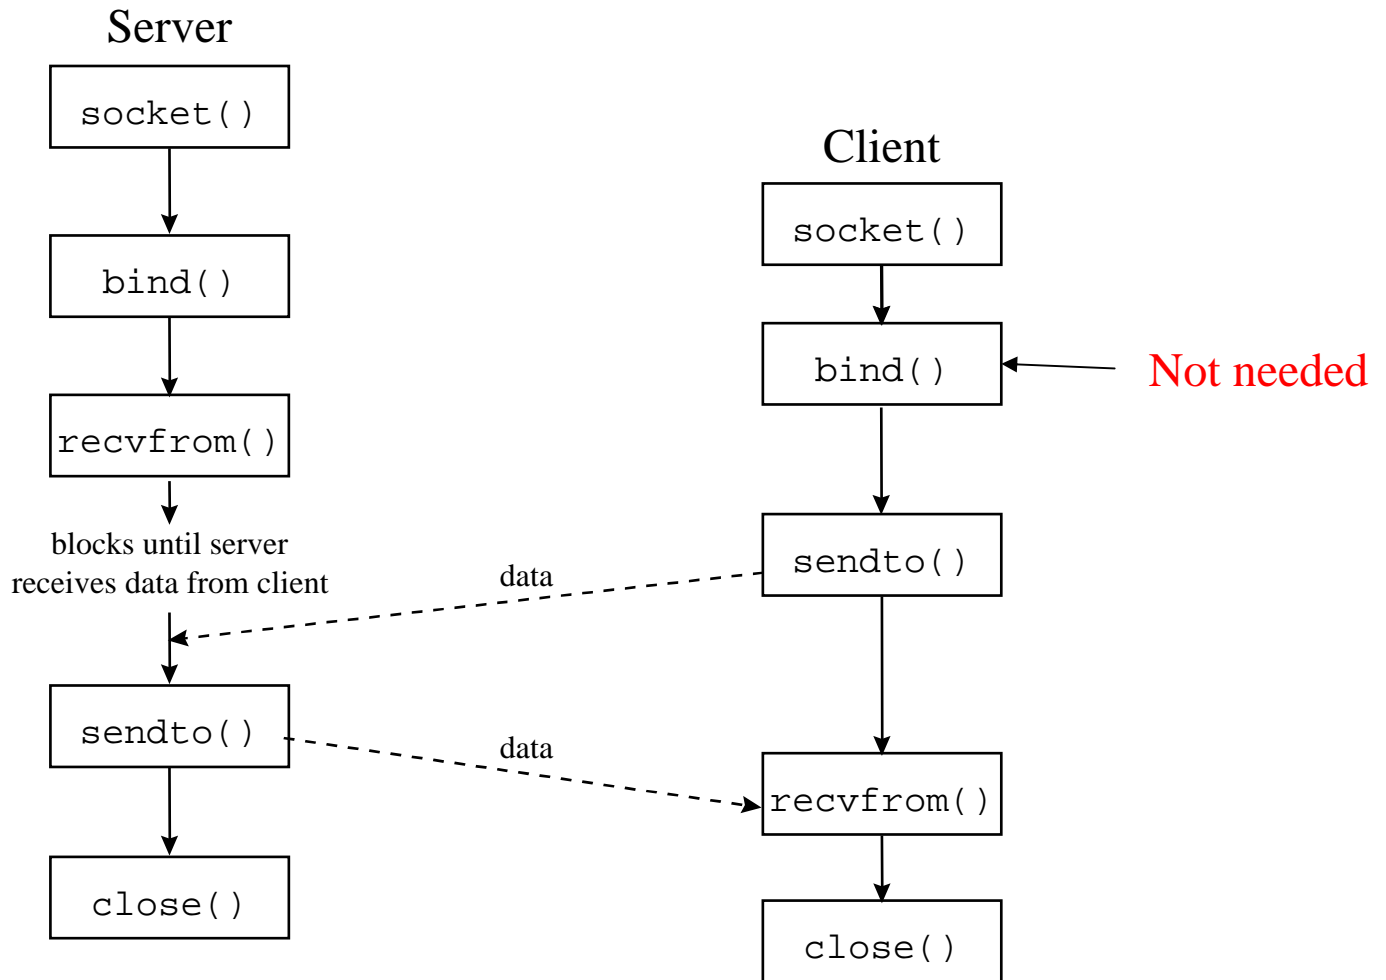 Server
socket()
bind()
recvfrom()
blocks until server
receives data from client
sendto()
close()
data
data
Client
socket()
bind()
Not needed
sendto()
recvfrom()
close()